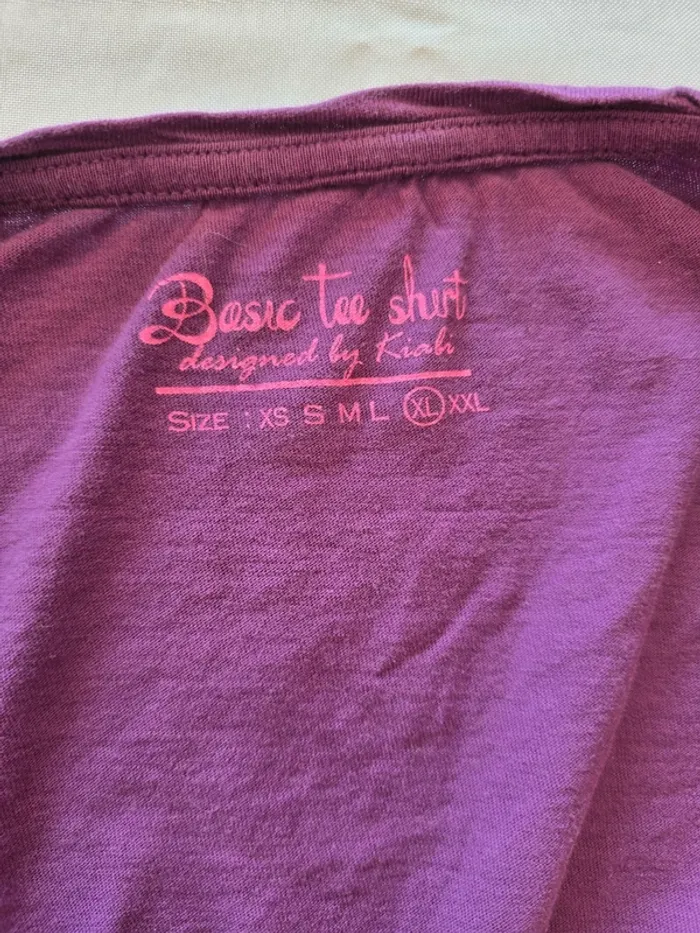 Basic tee shirt
designed by Kiabi
SIZE : XS S M L XL XXL